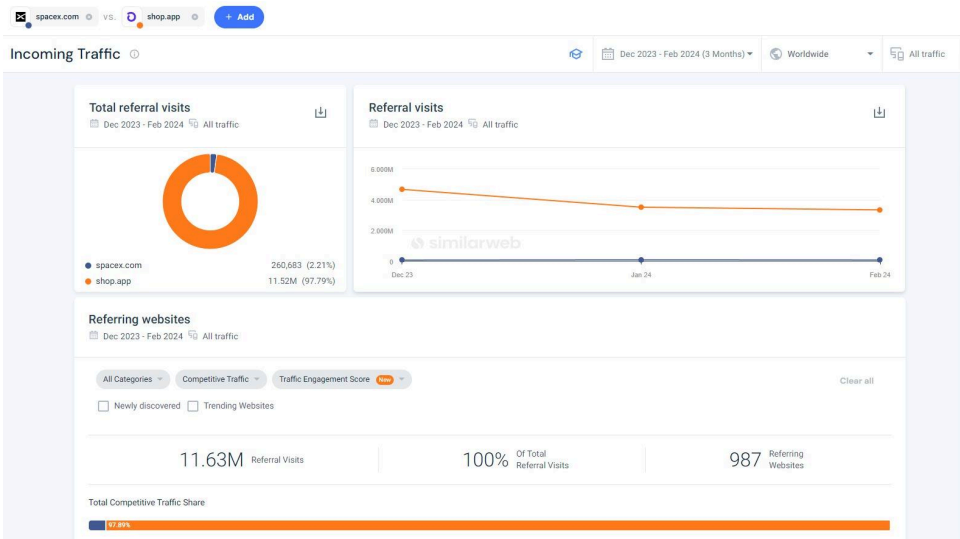 spacex.com vs. shop.app + Add
Incoming Traffic Dec 2023 - Feb 2024 (3 Months) Worldwide All traffic
Total referral visits
Dec 2023 - Feb 2024 All traffic
spacex.com 260,683 (2.21%)
shop.app 11.52M (97.79%)
Referral visits
Dec 2023 - Feb 2024 All traffic
6.000M
4.000M
2.000M
0
similarweb
Dec 23 Jan 24 Feb 24
Referring websites
Dec 2023 - Feb 2024 All traffic
All Categories Competitive Traffic Traffic Engagement Score New
Clear all
Newly discovered Trending Websites
11.63M Referral Visits
100% Of Total
Referral Visits
987 Referring
Websites
Total Competitive Traffic Share
97.89%